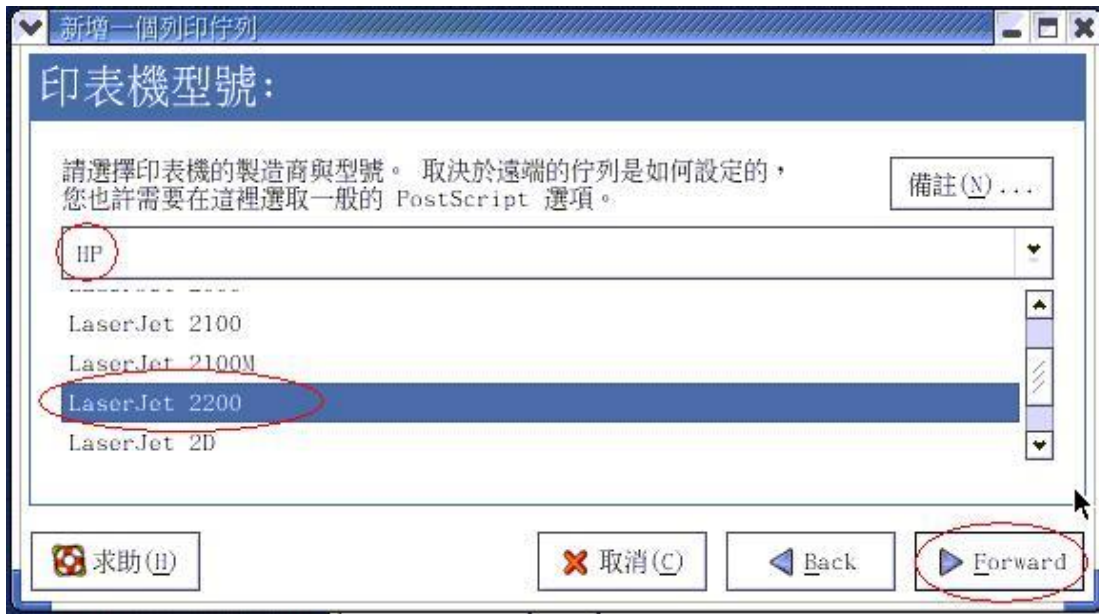 新增一個列印佇列
印表機型號:
請選擇印表機的製造商與型號。 取決於遠端的佇列是如何設定的，
您也許需要在這裡選取一般的 PostScript 選項。
備註(N)...
HP
LaserJet 2100
LaserJet 2100M
LaserJet 2200
LaserJet 2D
求助(H)
取消(C)
Back
Forward